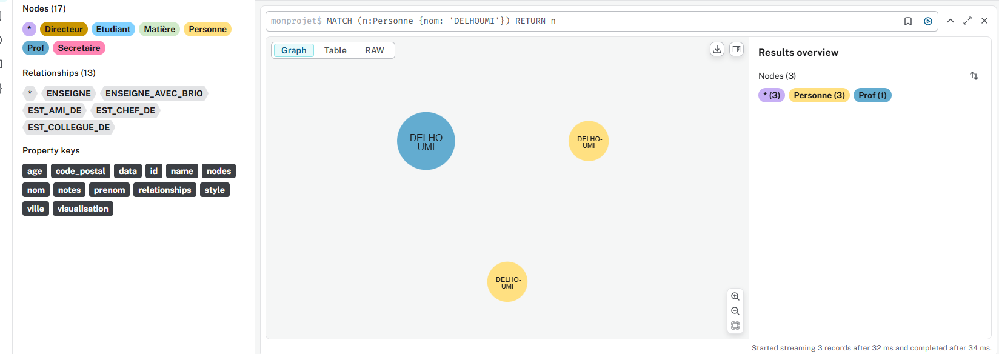 Nodes (17)
* Directeur Etudiant Matière Personne
Prof Secretaire
Relationships (13)
* ENSEIGNE ENSEIGNE_AVEC_BRIO
EST_AMI_DE EST_CHEF_DE
EST_COLLEGUE_DE
Property keys
age code_postal data id name nodes
nom notes prenom relationships style
ville visualisation
monprojet$ MATCH (n:Personne {nom: 'DELHOUMI'}) RETURN n
Graph Table RAW
DELHO-
UMI
DELHO-
UMI
DELHO-
UMI
Results overview
Nodes (3)
* (3) Personne (3) Prof (1)
Started streaming 3 records after 32 ms and completed after 34 ms.